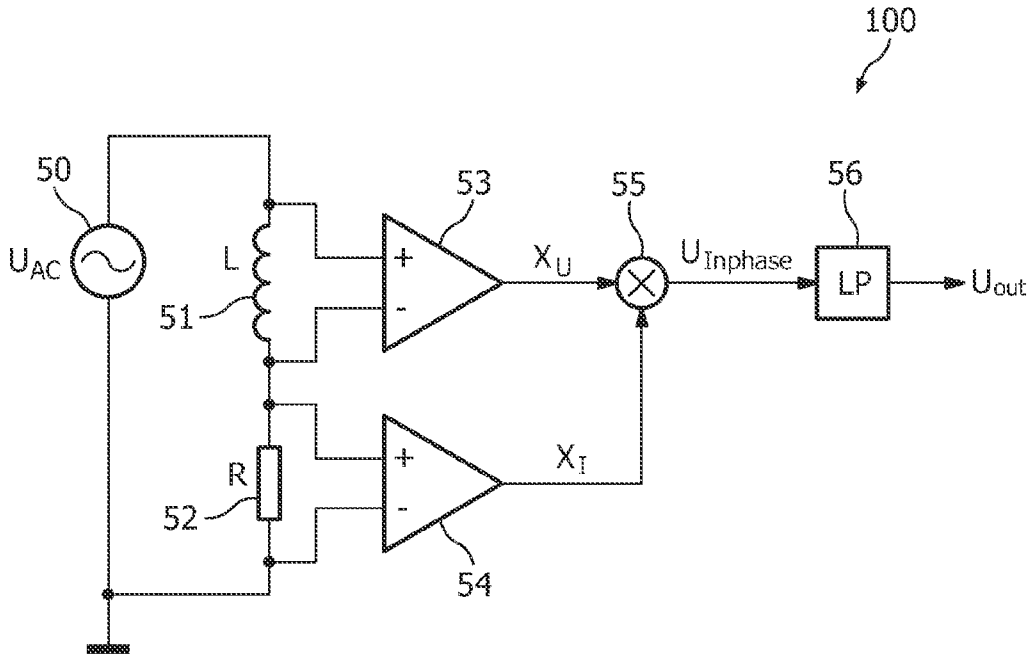 100
50
53
55
56
U_AC
L
+
-
X_U
U_Inphase
LP
U_out
51
R
+
-
X_I
52
54